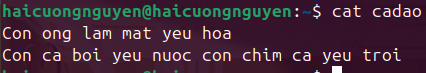 haicuongnguyen@haicuongnguyen:~$ cat cadao
Con ong lam mat yeu hoa
Con ca boi yeu nuoc con chim ca yeu troi